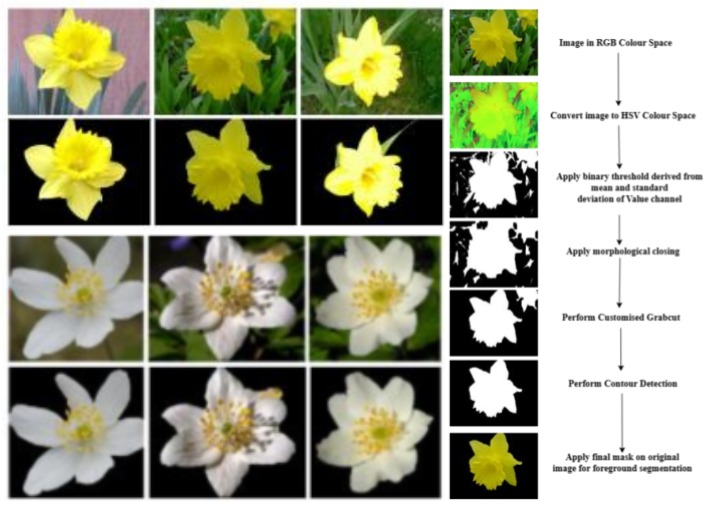 Image in RGB Colour Space
Convert image to HSV Colour Space
Apply binary threshold derived from
mean and standard
deviation of Value channel
Apply morphological closing
Perform Customised Grabcut
Perform Contour Detection
Apply final mask on original
image for foreground segmentation